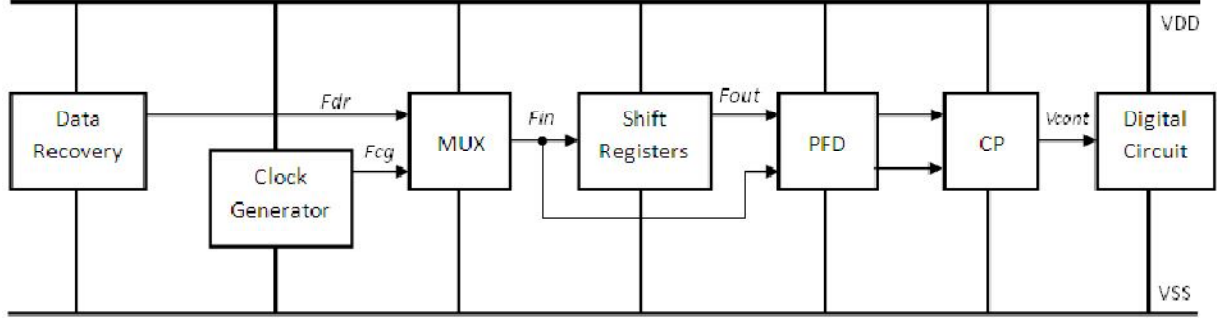 VDD
Data
Recovery
Fdr
Fcg
Clock
Generator
MUX
Fin
Shift
Registers
Fout
PFD
CP
Vcont
Digital
Circuit
VSS